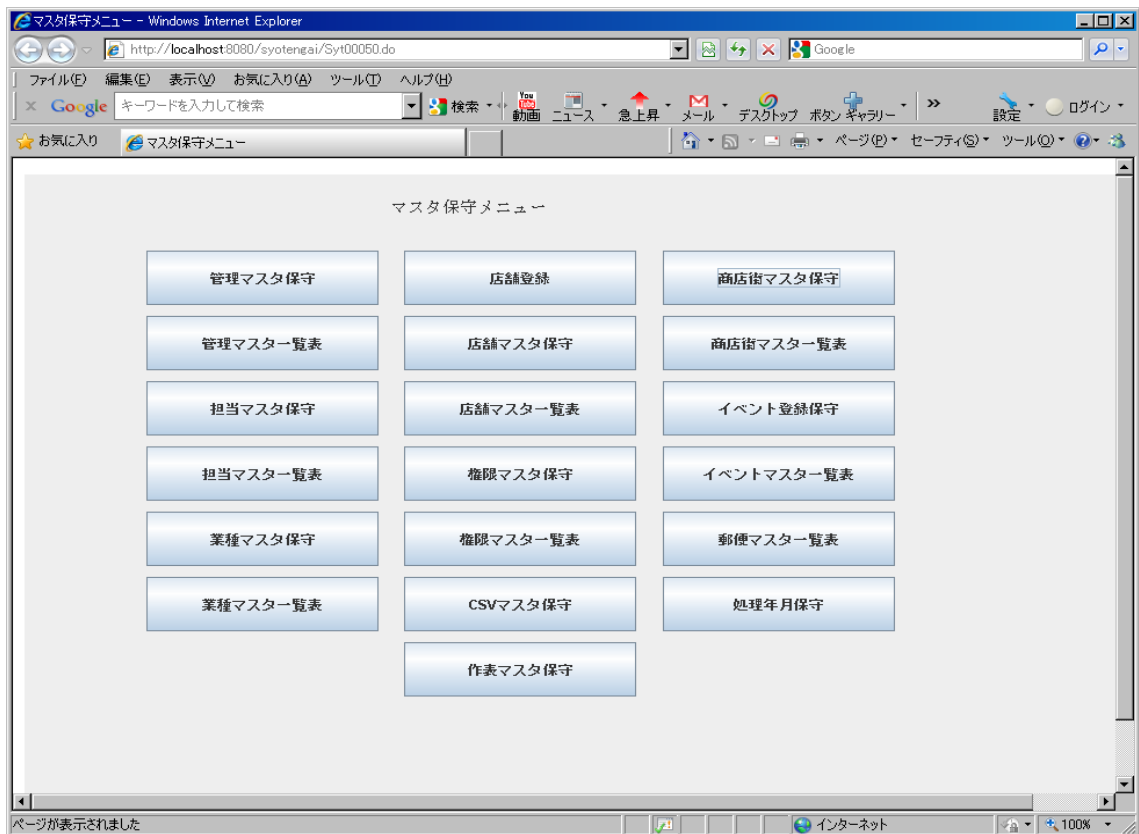 マスタ保守メニュー - Windows Internet Explorer
http://localhost:8080/syotengai/Syt00050.do
Google
ファイル(F) 編集(E) 表示(V) お気に入り(A) ツール(T) ヘルプ(H)
× Google キーワードを入力して検索 検索 You Tube 動画 ニュース 急上昇 メール デスクトップ ボタン ギャラリー » 設定 ログイン
お気に入り マスタ保守メニュー ページ(P) セーフティ(S) ツール(O)
マスタ保守メニュー
管理マスタ保守 店舗登録 商店街マスタ保守
管理マスタ一覧表 店舗マスタ保守 商店街マスタ一覧表
担当マスタ保守 店舗マスタ一覧表 イベント登録保守
担当マスタ一覧表 権限マスタ保守 イベントマスタ一覧表
業種マスタ保守 権限マスタ一覧表 郵便マスタ一覧表
業種マスタ一覧表 CSVマスタ保守 処理年月保守
作表マスタ保守
ページが表示されました インターネット 100%